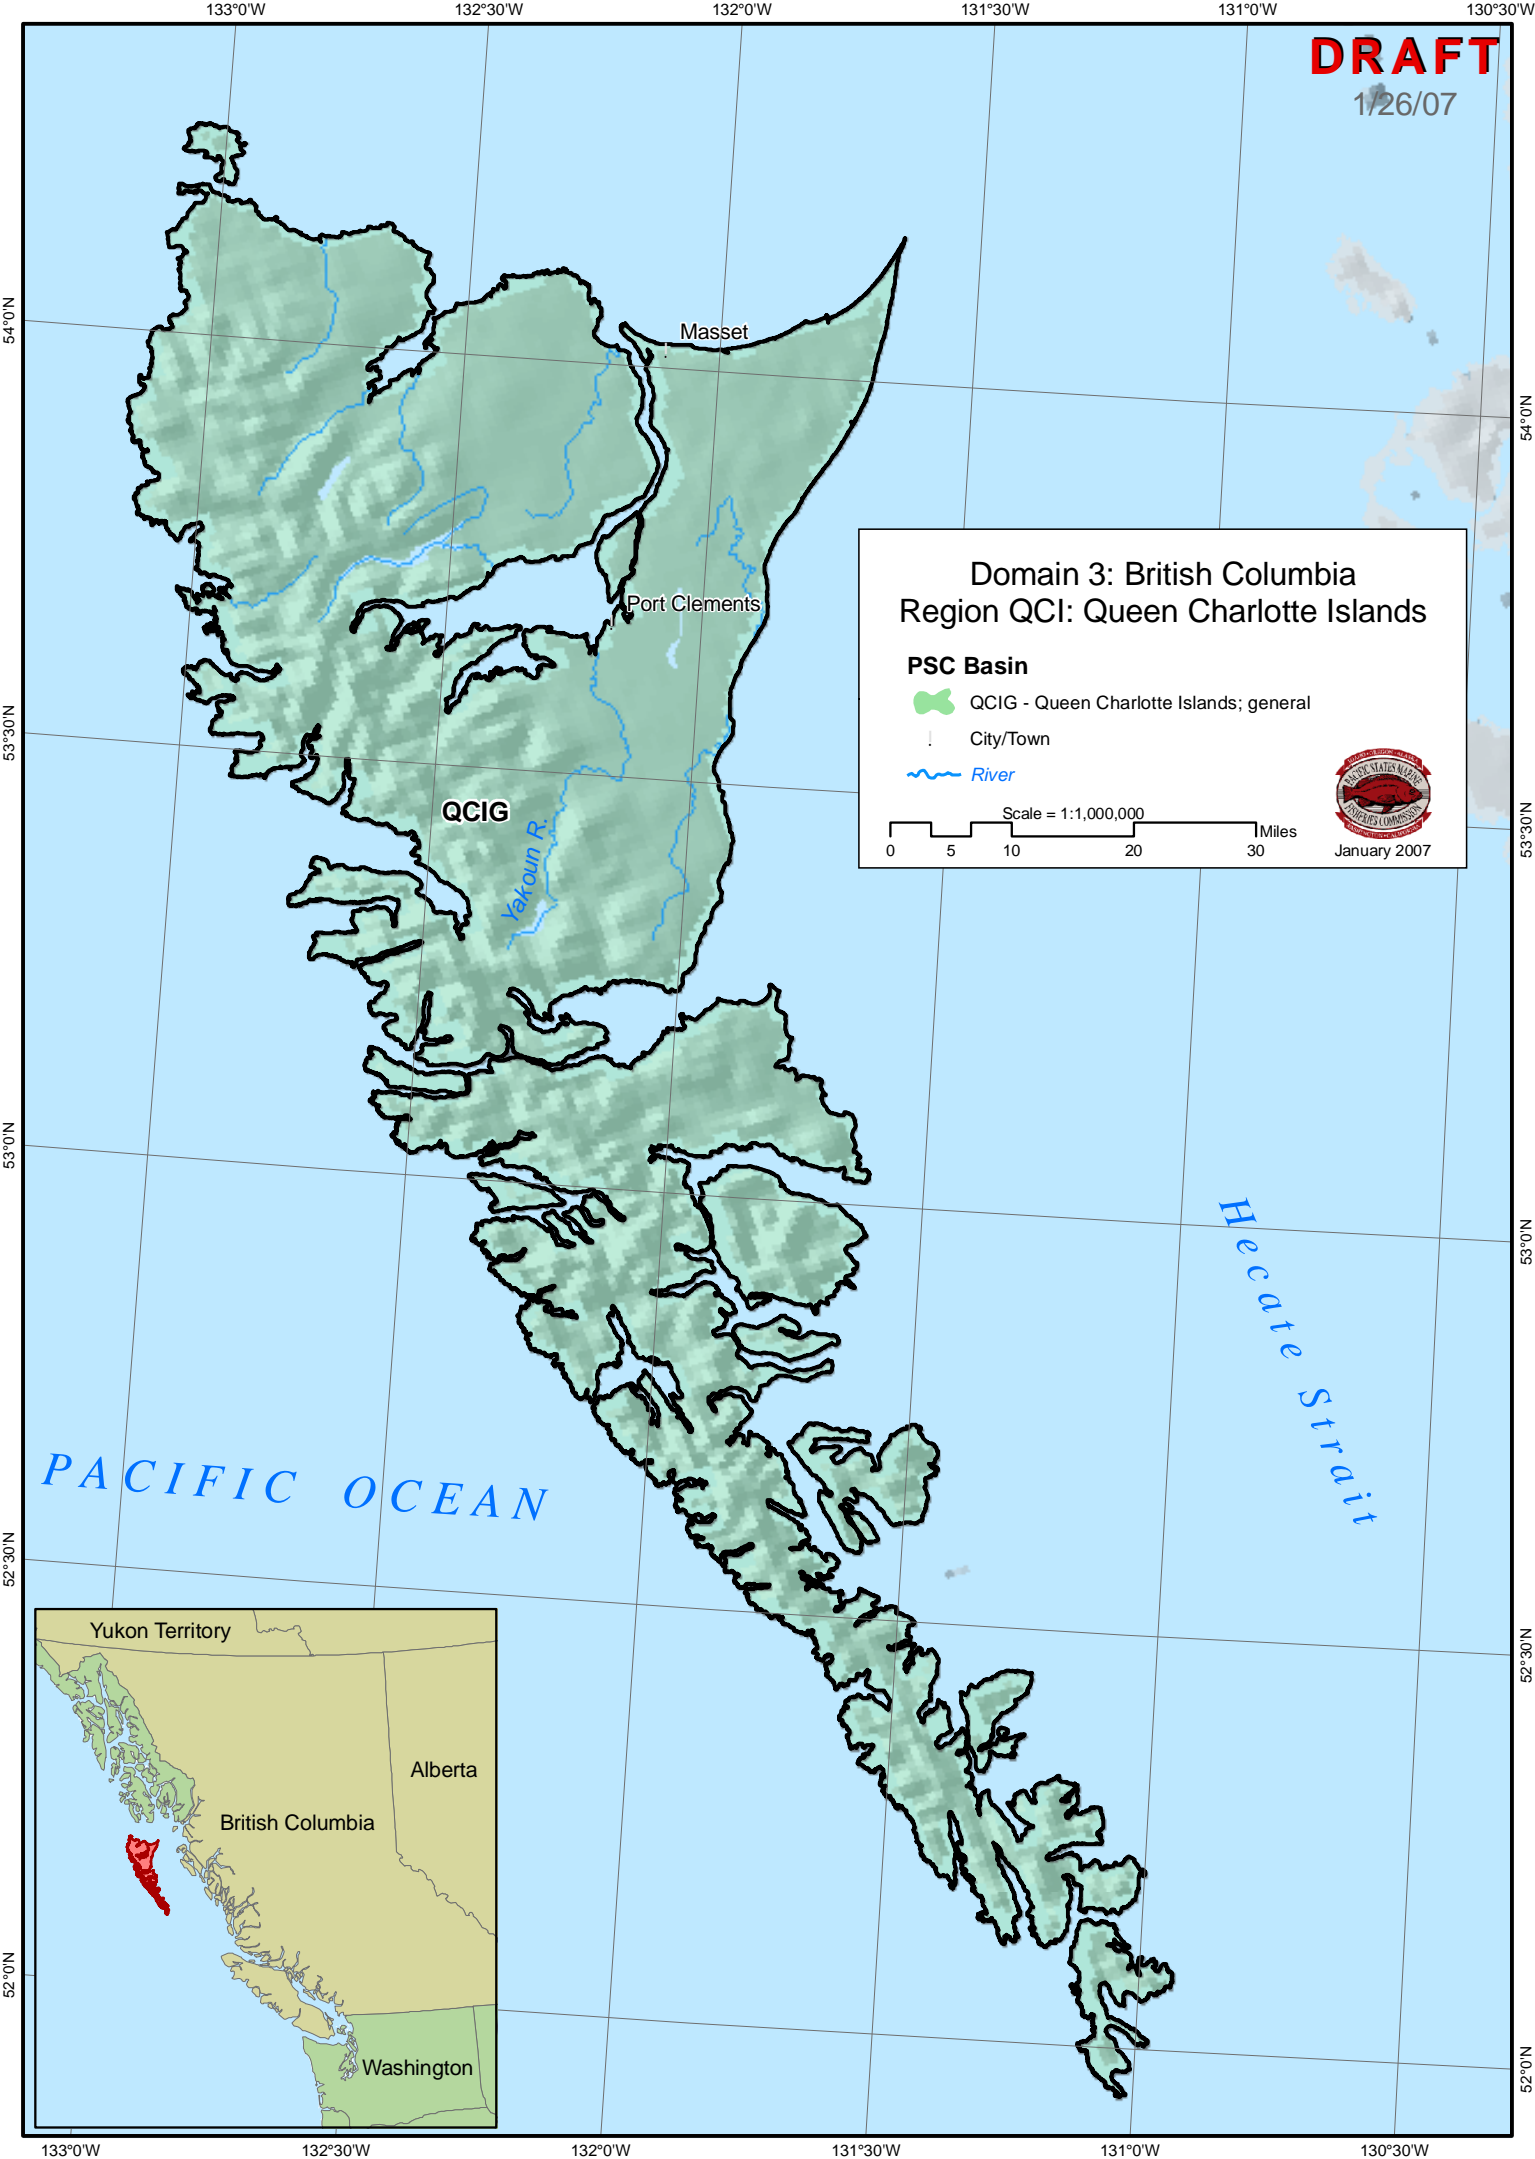 133°0'W 132°30'W 132°0'W 131°30'W 131°0'W 130°30'W
DRAFT
1/26/07
54°0'N
54°0'N
Masset
Port Clements
Domain 3: British Columbia
Region QCI: Queen Charlotte Islands
PSC Basin
QCIG - Queen Charlotte Islands; general
City/Town
River
Scale = 1:1,000,000
Miles
0 5 10 20 30
PACIFIC STATES MARINE
FISHERIES COMMISSION
January 2007
53°30'N
53°30'N
QCIG
Yakoun R.
53°0'N
53°0'N
Hecate Strait
PACIFIC OCEAN
52°30'N
52°30'N
Yukon Territory
Alberta
British Columbia
Washington
52°0'N
52°0'N
133°0'W 132°30'W 132°0'W 131°30'W 131°0'W 130°30'W